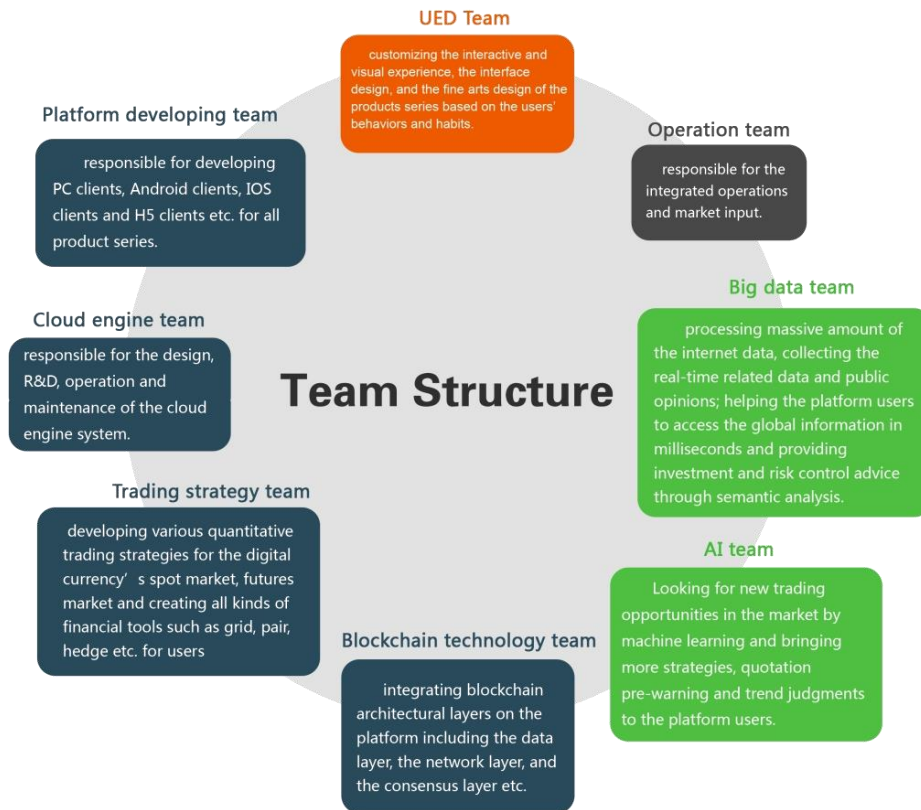 UED Team
customizing the interactive and
visual experience, the interface
design, and the fine arts design of the
products series based on the users'
behaviors and habits.
Platform developing team
responsible for developing
PC clients, Android clients, IOS
clients and H5 clients etc. for all
product series.
Operation team
responsible for the
integrated operations
and market input.
Cloud engine team
responsible for the design,
R&D, operation and
maintenance of the cloud
engine system.
Team Structure
Big data team
processing massive amount of
the internet data, collecting the
real-time related data and public
opinions; helping the platform users
to access the global information in
milliseconds and providing
investment and risk control advice
through semantic analysis.
Trading strategy team
developing various quantitative
trading strategies for the digital
currency’ s spot market, futures
market and creating all kinds of
financial tools such as grid, pair,
hedge etc. for users
AI team
Looking for new trading
opportunities in the market by
machine learning and bringing
more strategies, quotation
pre-warning and trend judgments
to the platform users.
Blockchain technology team
integrating blockchain
architectural layers on the
platform including the data
layer, the network layer, and
the consensus layer etc.